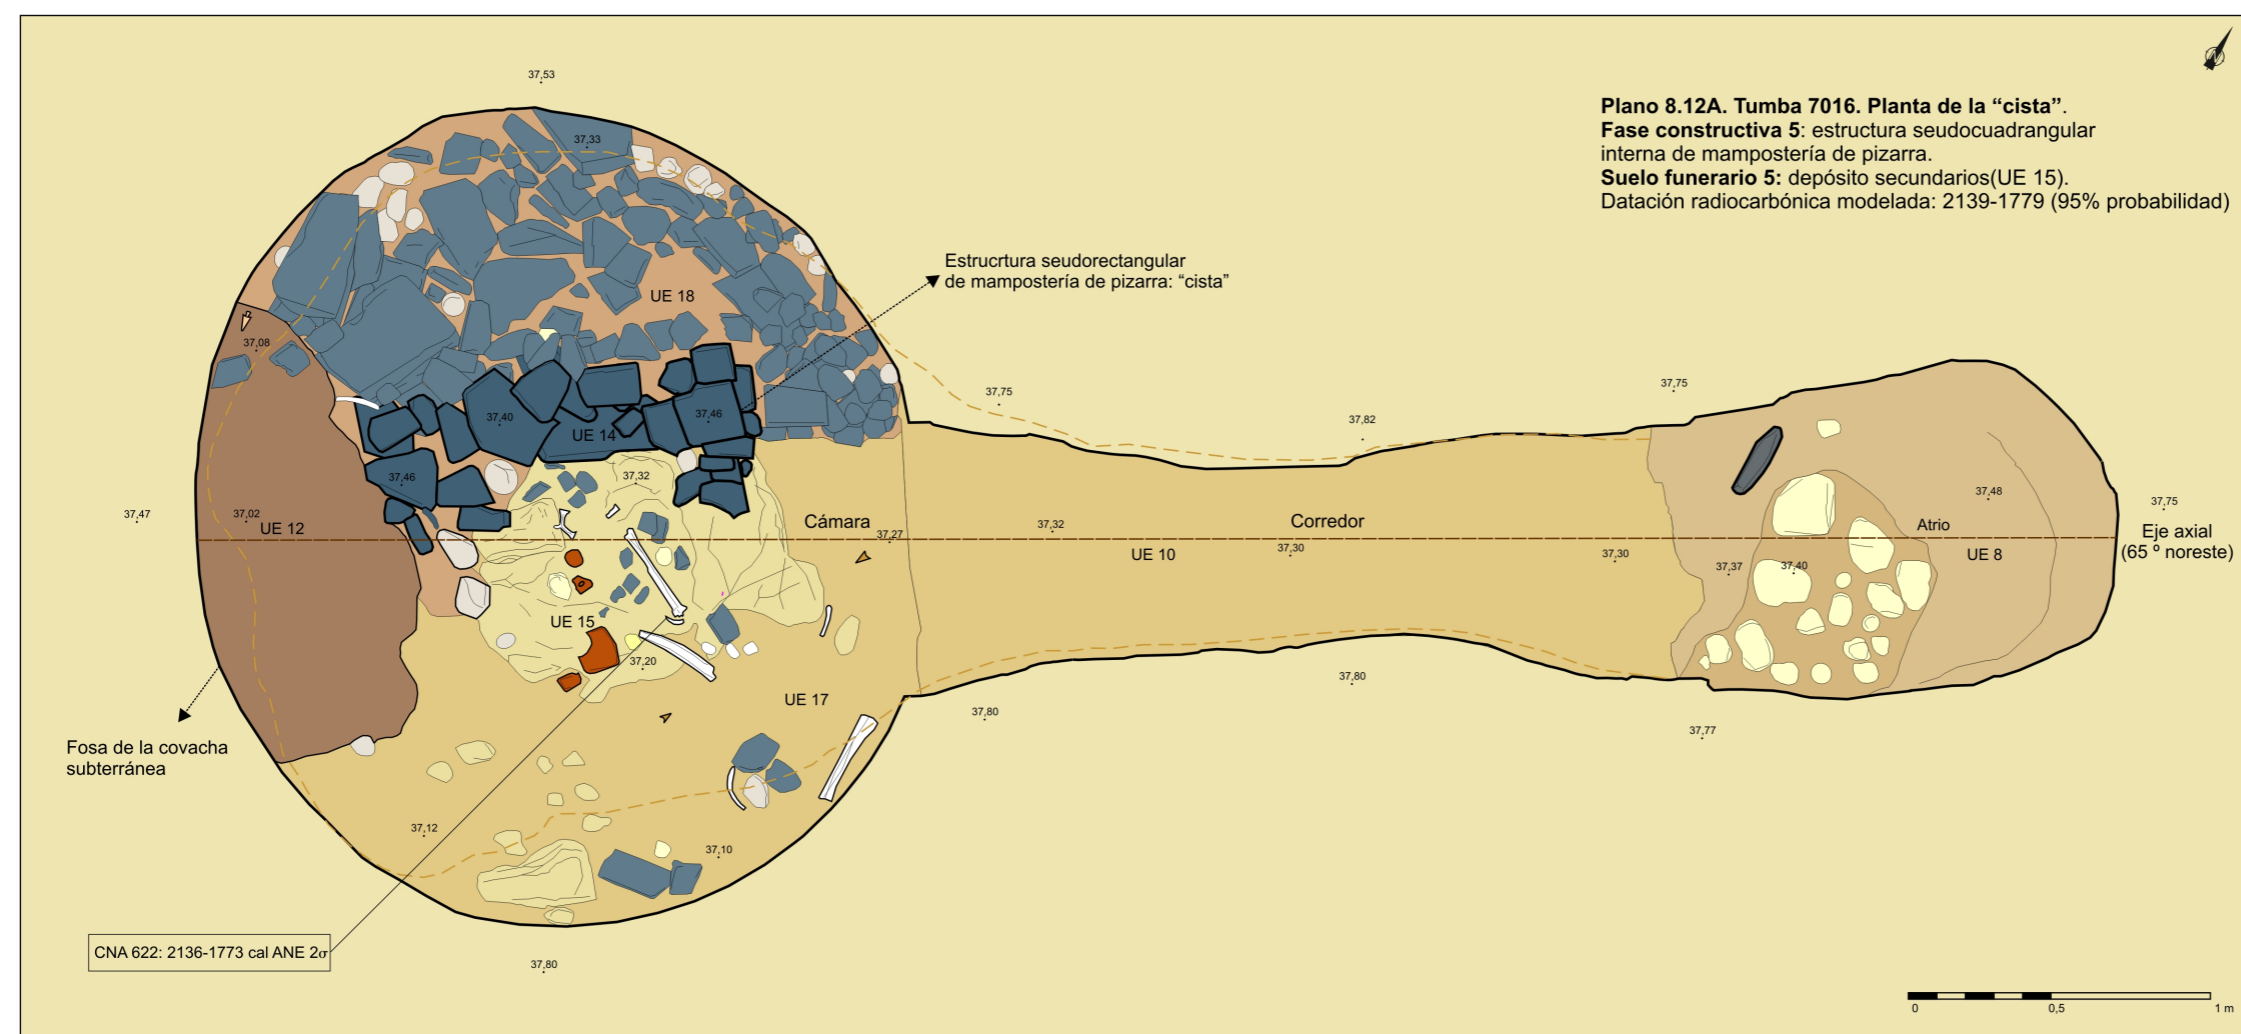 37,53
Plano 8.12A. Tumba 7016. Planta de la “cista”.
Fase constructiva 5: estructura seudocuadrangular
interna de mampostería de pizarra.
Suelo funerario 5: depósito secundarios(UE 15).
Datación radiocarbónica modelada: 2139-1779 (95% probabilidad)
37,33
Estrucrtura seudorectangular
de mampostería de pizarra: “cista”
UE 18
37,08
37,75
37,75
37,40
37,46
37,82
UE 14
37,46
37,32
37,48
37,47
37,02
UE 12
Cámara
37,27
37,32
Corredor
37,30
UE 10
37,30
37,37
37,40
Atrio
UE 8
37,75
Eje axial
(65 º noreste)
UE 15
37,20
UE 17
37,80
37,80
37,77
Fosa de la covacha
subterránea
37,12
37,10
CNA 622: 2136-1773 cal ANE 2σ
37,80
0
0,5
1 m